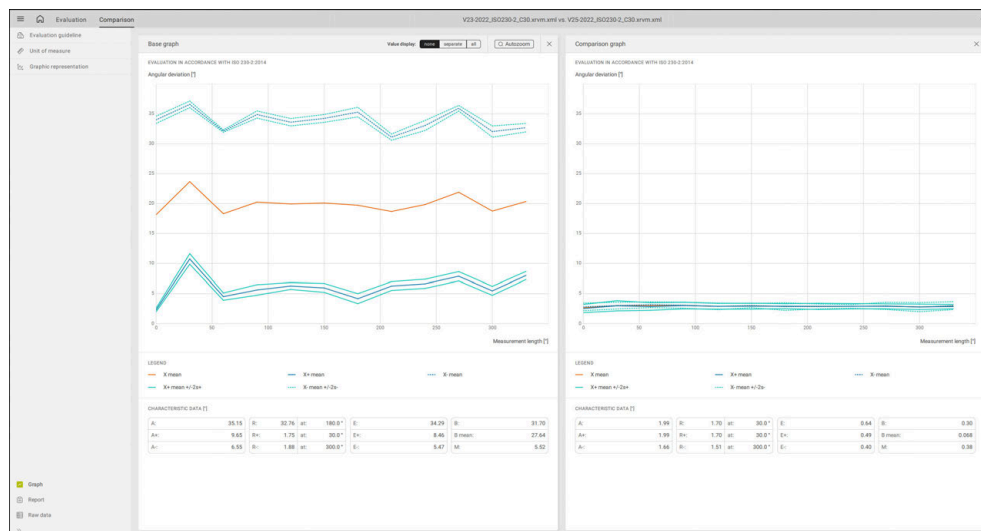 Evaluation Comparison V23-2022_ISO230-2_C30.xrvm.xml vs. V25-2022_ISO230-2_C30.xrvm.xml
Evaluation guideline
Unit of measure
Graphic representation
Base graph Value display: none separate all Autozoom
EVALUATION IN ACCORDANCE WITH ISO 230-2:2014
Angular deviation ["]
35
30
25
20
15
10
5
0
0 50 100 150 200 250 300
Measurement length [°]
LEGEND
X mean X+ mean X- mean
X+ mean +/-2s+ X- mean +/-2s-
CHARACTERISTIC DATA ["]
A: 35.15 R: 32.76 at: 180.0 ° E: 34.29 B: 31.70
A+: 9.65 R+: 1.75 at: 30.0 ° E+: 8.46 B mean: 27.64
A-: 6.55 R-: 1.88 at: 300.0 ° E-: 5.47 M: 5.52
Comparison graph
EVALUATION IN ACCORDANCE WITH ISO 230-2:2014
Angular deviation ["]
35
30
25
20
15
10
5
0
0 50 100 150 200 250 300
Measurement length [°]
LEGEND
X mean X+ mean X- mean
X+ mean +/-2s+ X- mean +/-2s-
CHARACTERISTIC DATA ["]
A: 1.99 R: 1.70 at: 30.0 ° E: 0.64 B: 0.30
A+: 1.99 R+: 1.70 at: 30.0 ° E+: 0.49 B mean: 0.068
A-: 1.66 R-: 1.51 at: 300.0 ° E-: 0.40 M: 0.38
Graph
Report
Raw data